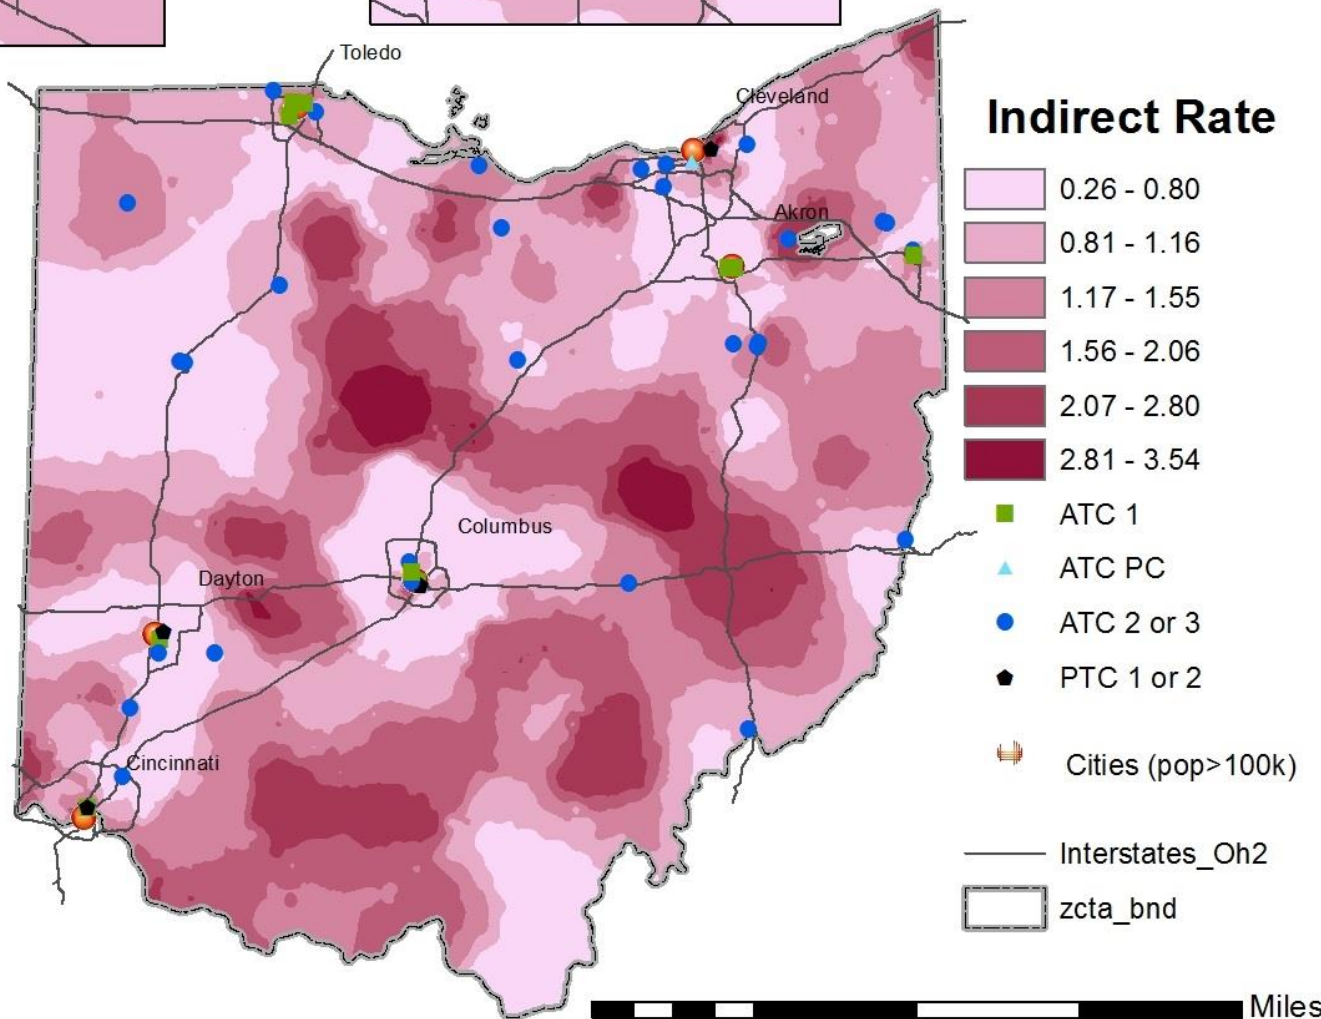 Toledo
Cleveland
Akron
Columbus
Dayton
Cincinnati
Indirect Rate
0.26 - 0.80
0.81 - 1.16
1.17 - 1.55
1.56 - 2.06
2.07 - 2.80
2.81 - 3.54
ATC 1
ATC PC
ATC 2 or 3
PTC 1 or 2
Cities (pop>100k)
Interstates_Oh2
zcta_bnd
Miles